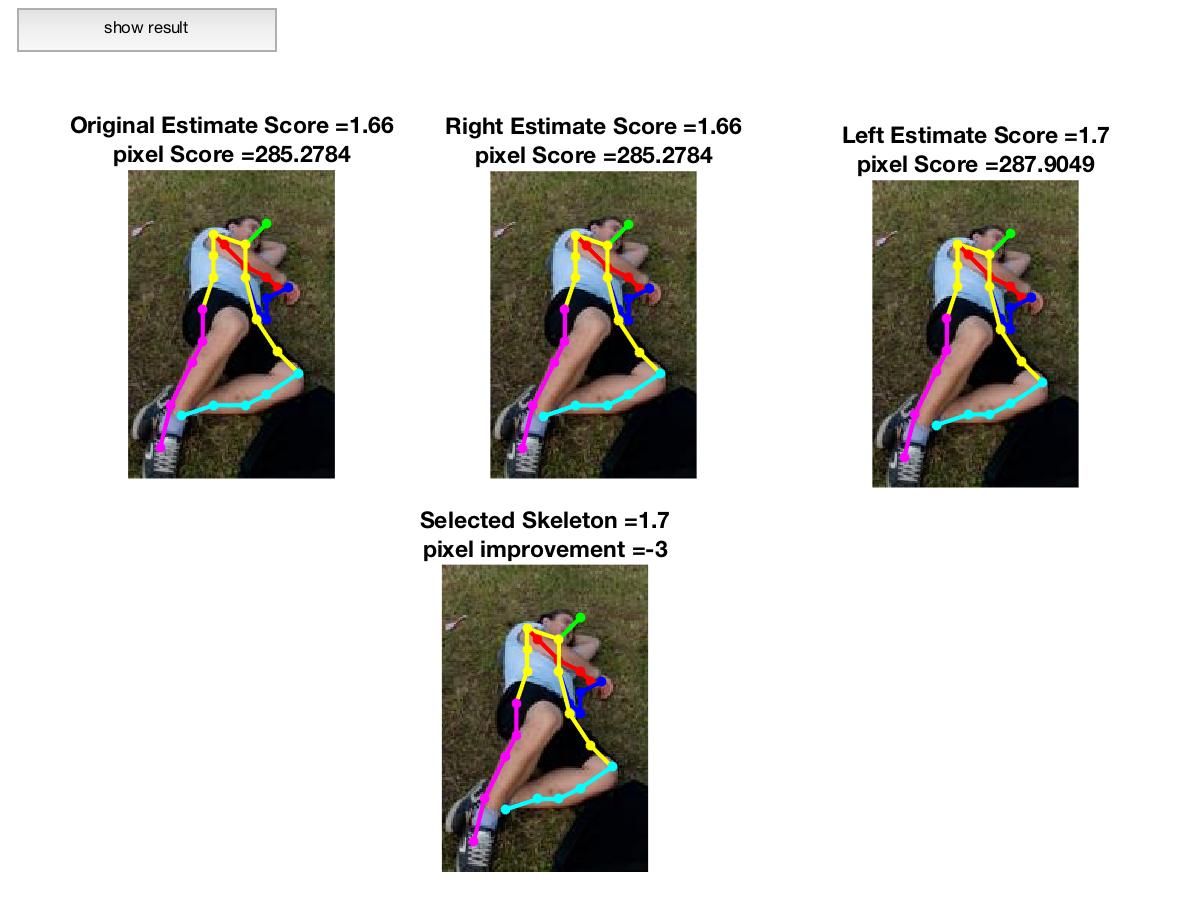 show result
Original Estimate Score =1.66
pixel Score =285.2784
Right Estimate Score =1.66
pixel Score =285.2784
Left Estimate Score =1.7
pixel Score =287.9049
Selected Skeleton =1.7
pixel improvement =-3